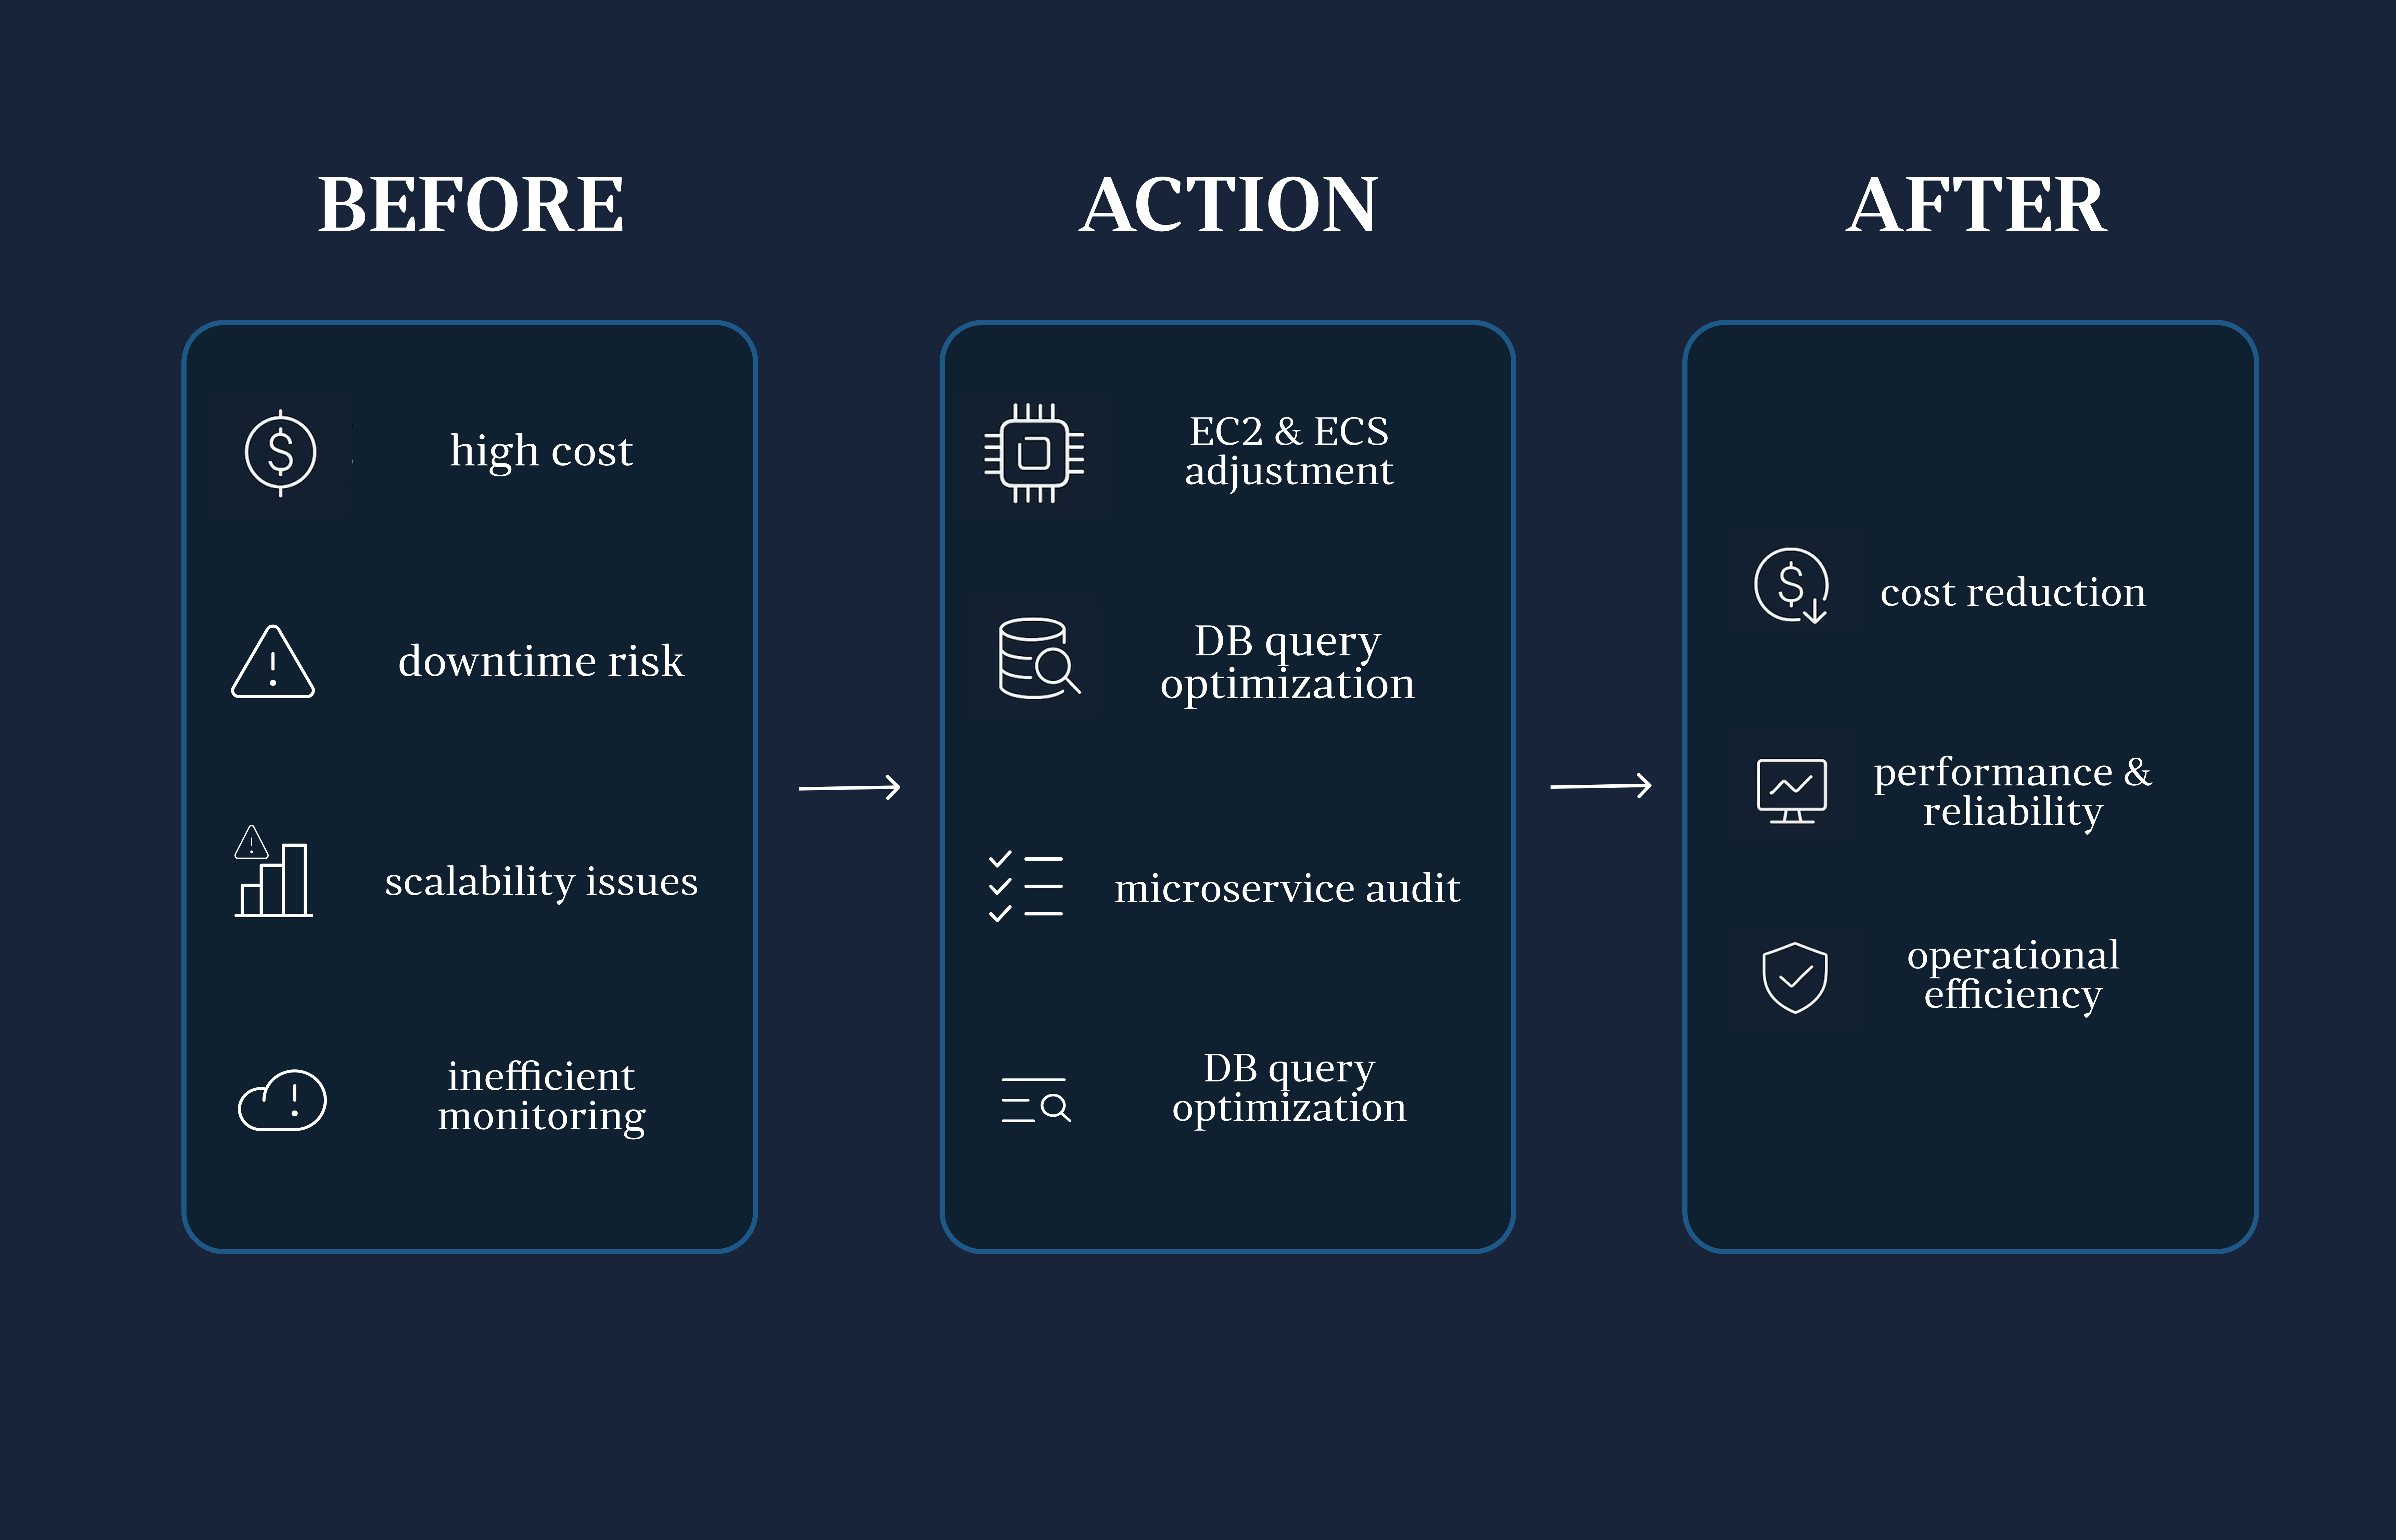 BEFORE
high cost
downtime risk
scalability issues
inefficient
monitoring
ACTION
EC2 & ECS
adjustment
DB query
optimization
microservice audit
DB query
optimization
AFTER
cost reduction
performance &
reliability
operational
efficiency